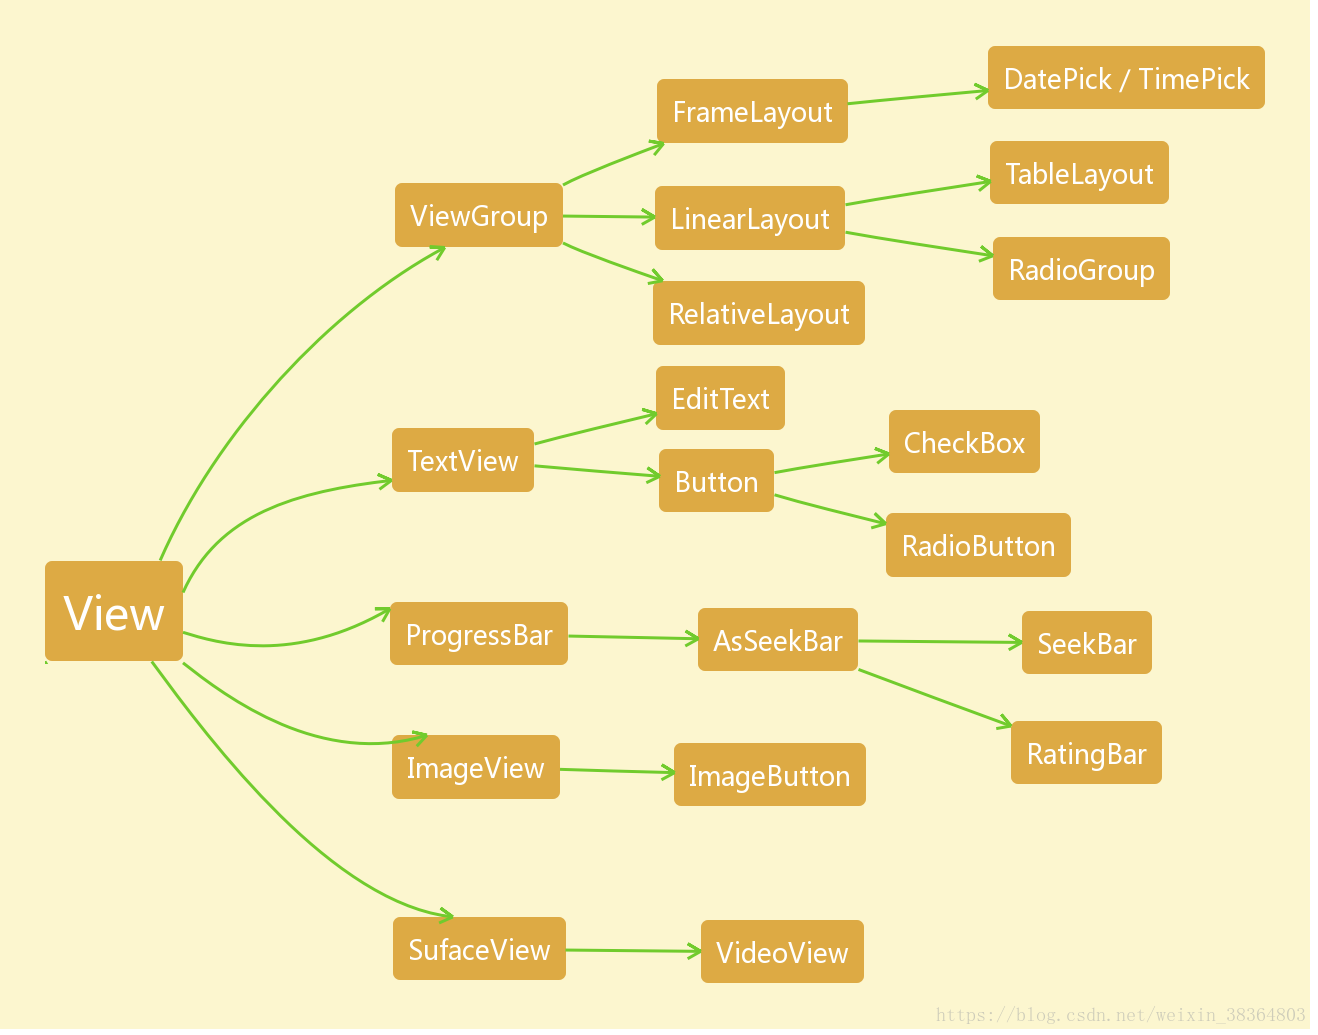 DatePick / TimePick
FrameLayout
TableLayout
ViewGroup
LinearLayout
RadioGroup
RelativeLayout
EditText
TextView
CheckBox
Button
RadioButton
View
ProgressBar
AsSeekBar
SeekBar
RatingBar
ImageView
ImageButton
SufaceView
VideoView
https://blog.csdn.net/weixin_38364803